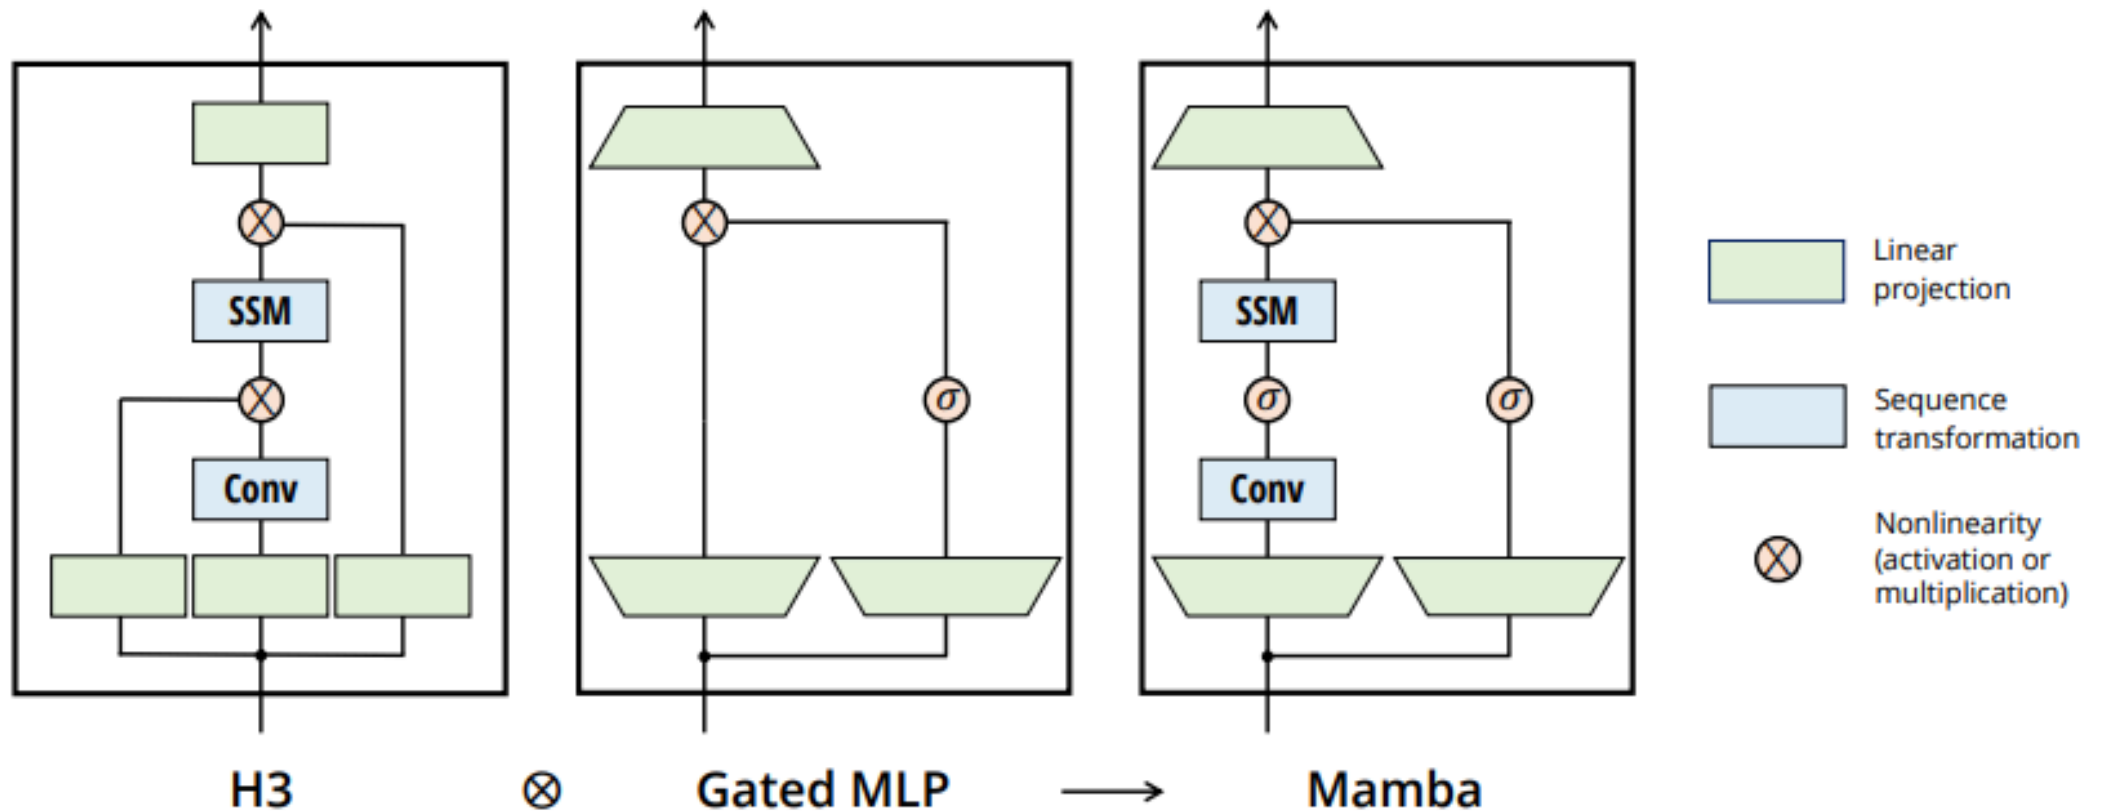 SSM
Conv
σ
SSM
σ
σ
Conv
Linear
projection
Sequence
transformation
Nonlinearity
(activation or
multiplication)
H3 ⊗ Gated MLP → Mamba